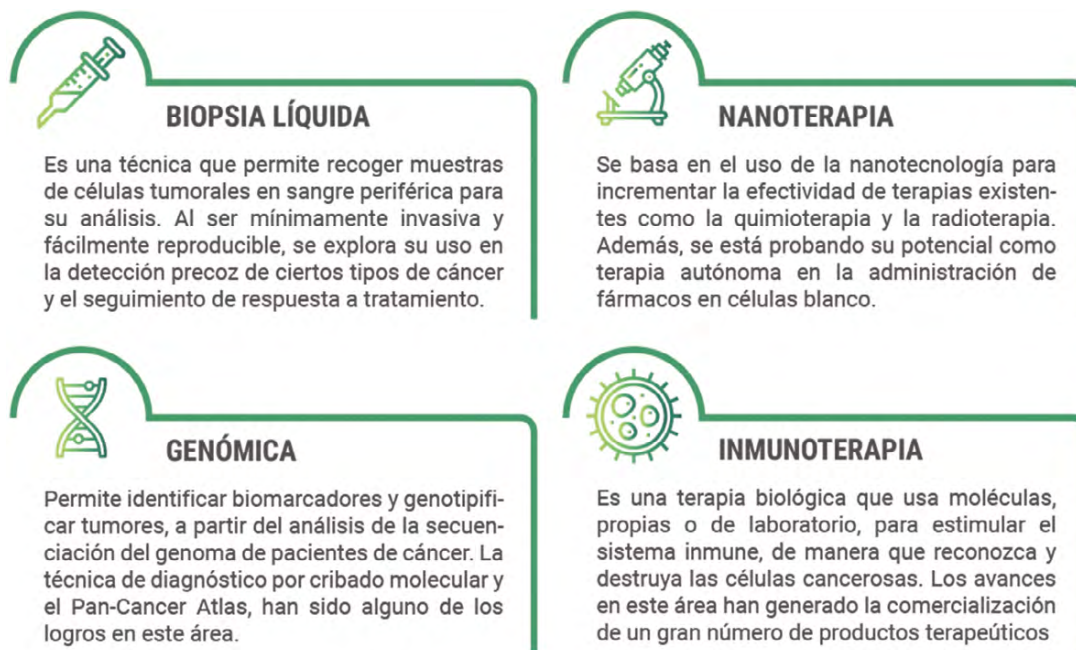 BIOPSIA LÍQUIDA
Es una técnica que permite recoger muestras
de células tumorales en sangre periférica para
su análisis. Al ser mínimamente invasiva y
fácilmente reproducible, se explora su uso en
la detección precoz de ciertos tipos de cáncer
y el seguimiento de respuesta a tratamiento.
NANOTERAPIA
Se basa en el uso de la nanotecnología para
incrementar la efectividad de terapias existen-
tes como la quimioterapia y la radioterapia.
Además, se está probando su potencial como
terapia autónoma en la administración de
fármacos en células blanco.
GENÓMICA
Permite identificar biomarcadores y genotipifi-
car tumores, a partir del análisis de la secuen-
ciación del genoma de pacientes de cáncer. La
técnica de diagnóstico por cribado molecular y
el Pan-Cancer Atlas, han sido alguno de los
logros en este área.
INMUNOTERAPIA
Es una terapia biológica que usa moléculas,
propias o de laboratorio, para estimular el
sistema inmune, de manera que reconozca y
destruya las células cancerosas. Los avances
en este área han generado la comercialización
de un gran número de productos terapeúticos